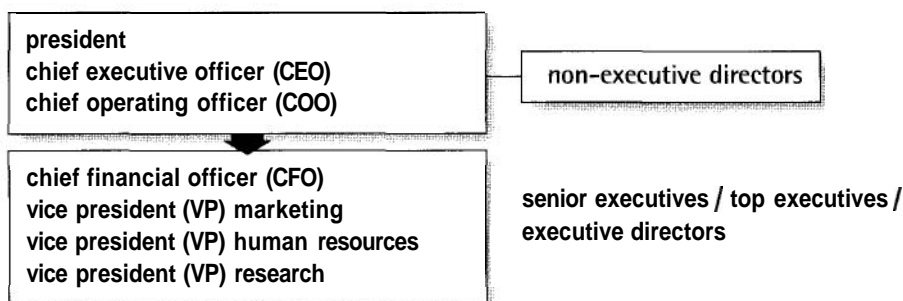 president
chief executive officer (CEO)
chief operating officer (COO)
non-executive directors
chief financial officer (CFO)
vice president (VP) marketing
vice president (VP) human resources
vice president (VP) research
senior executives / top executives /
executive directors